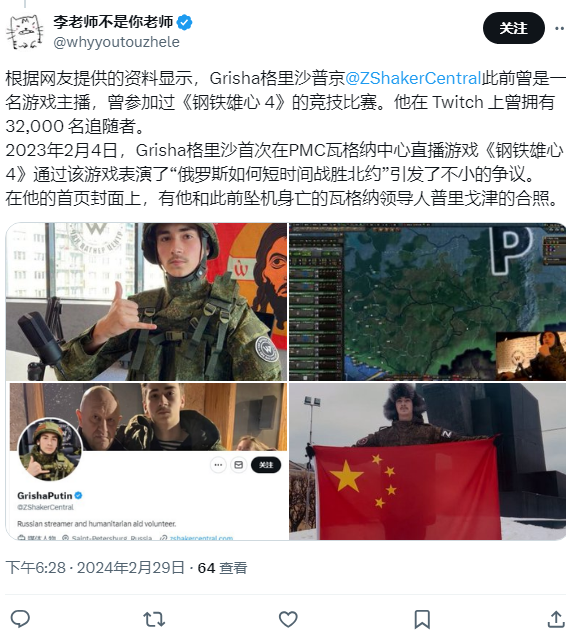 李老师不是你老师
@whyyoutouzhele
关注
根据网友提供的资料显示，Grisha格里沙普京@ZShakerCentral此前曾是一
名游戏主播，曾参加过《钢铁雄心 4》的竞技比赛。他在 Twitch 上曾拥有
32,000 名追随者。
2023年2月4日，Grisha格里沙首次在PMC瓦格纳中心直播游戏《钢铁雄心
4》通过该游戏表演了“俄罗斯如何短时间战胜北约”引发了不小的争议。
在他的首页封面上，有他和此前坠机身亡的瓦格纳领导人普里戈津的合照。
W
P
关注
GrishaPutin
@ZShakerCentral
Russian streamer and humanitarian aid volunteer.
媒体人物 Saint-Petersburg, Russia zshakercentral.com
N
下午6:28 · 2024年2月29日 · 64 查看